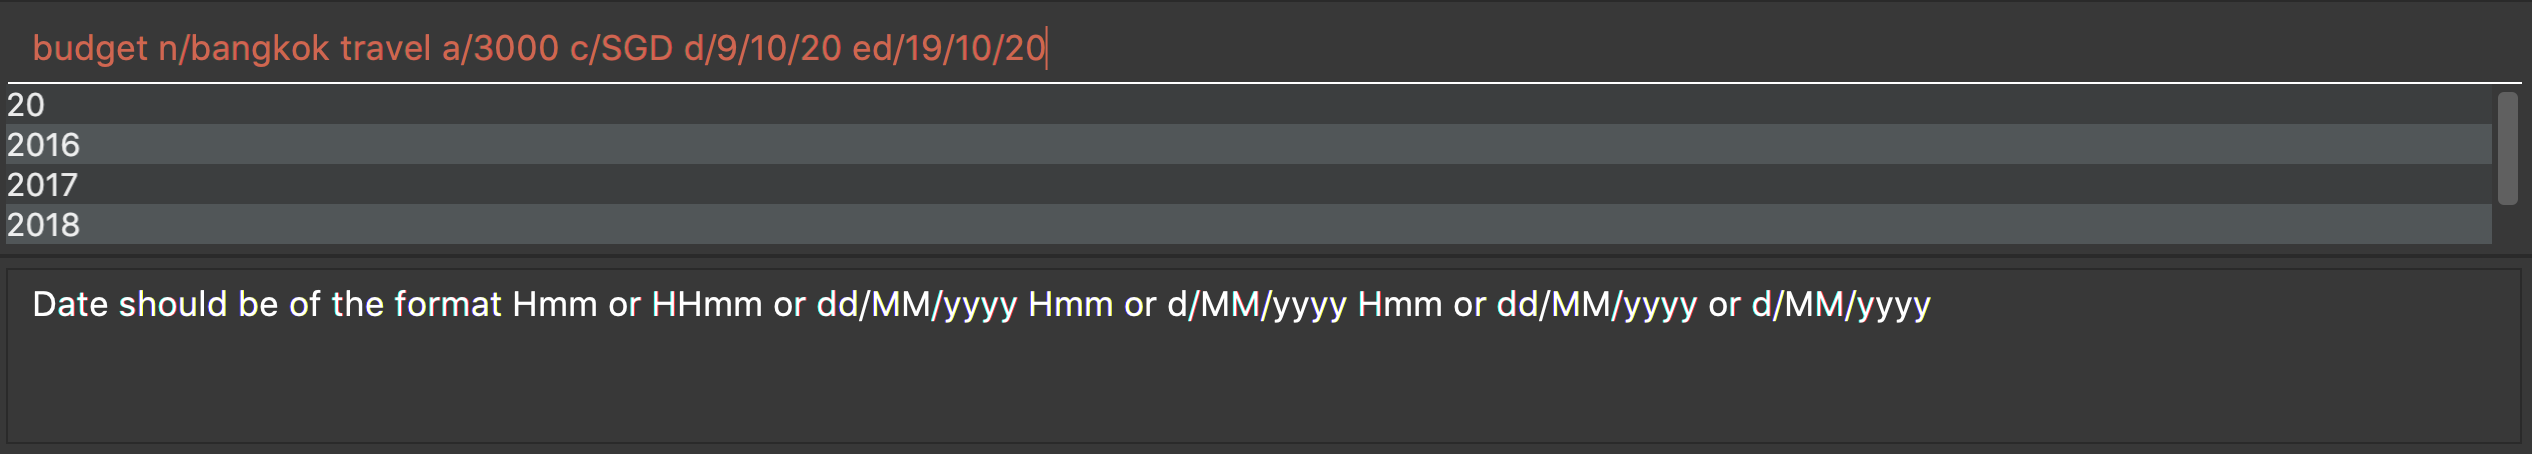 budget n/bangkok travel a/3000 c/SGD d/9/10/20 ed/19/10/20
20
2016
2017
2018
Date should be of the format Hmm or HHmm or dd/MM/yyyy Hmm or d/MM/yyyy Hmm or dd/MM/yyyy or d/MM/yyyy